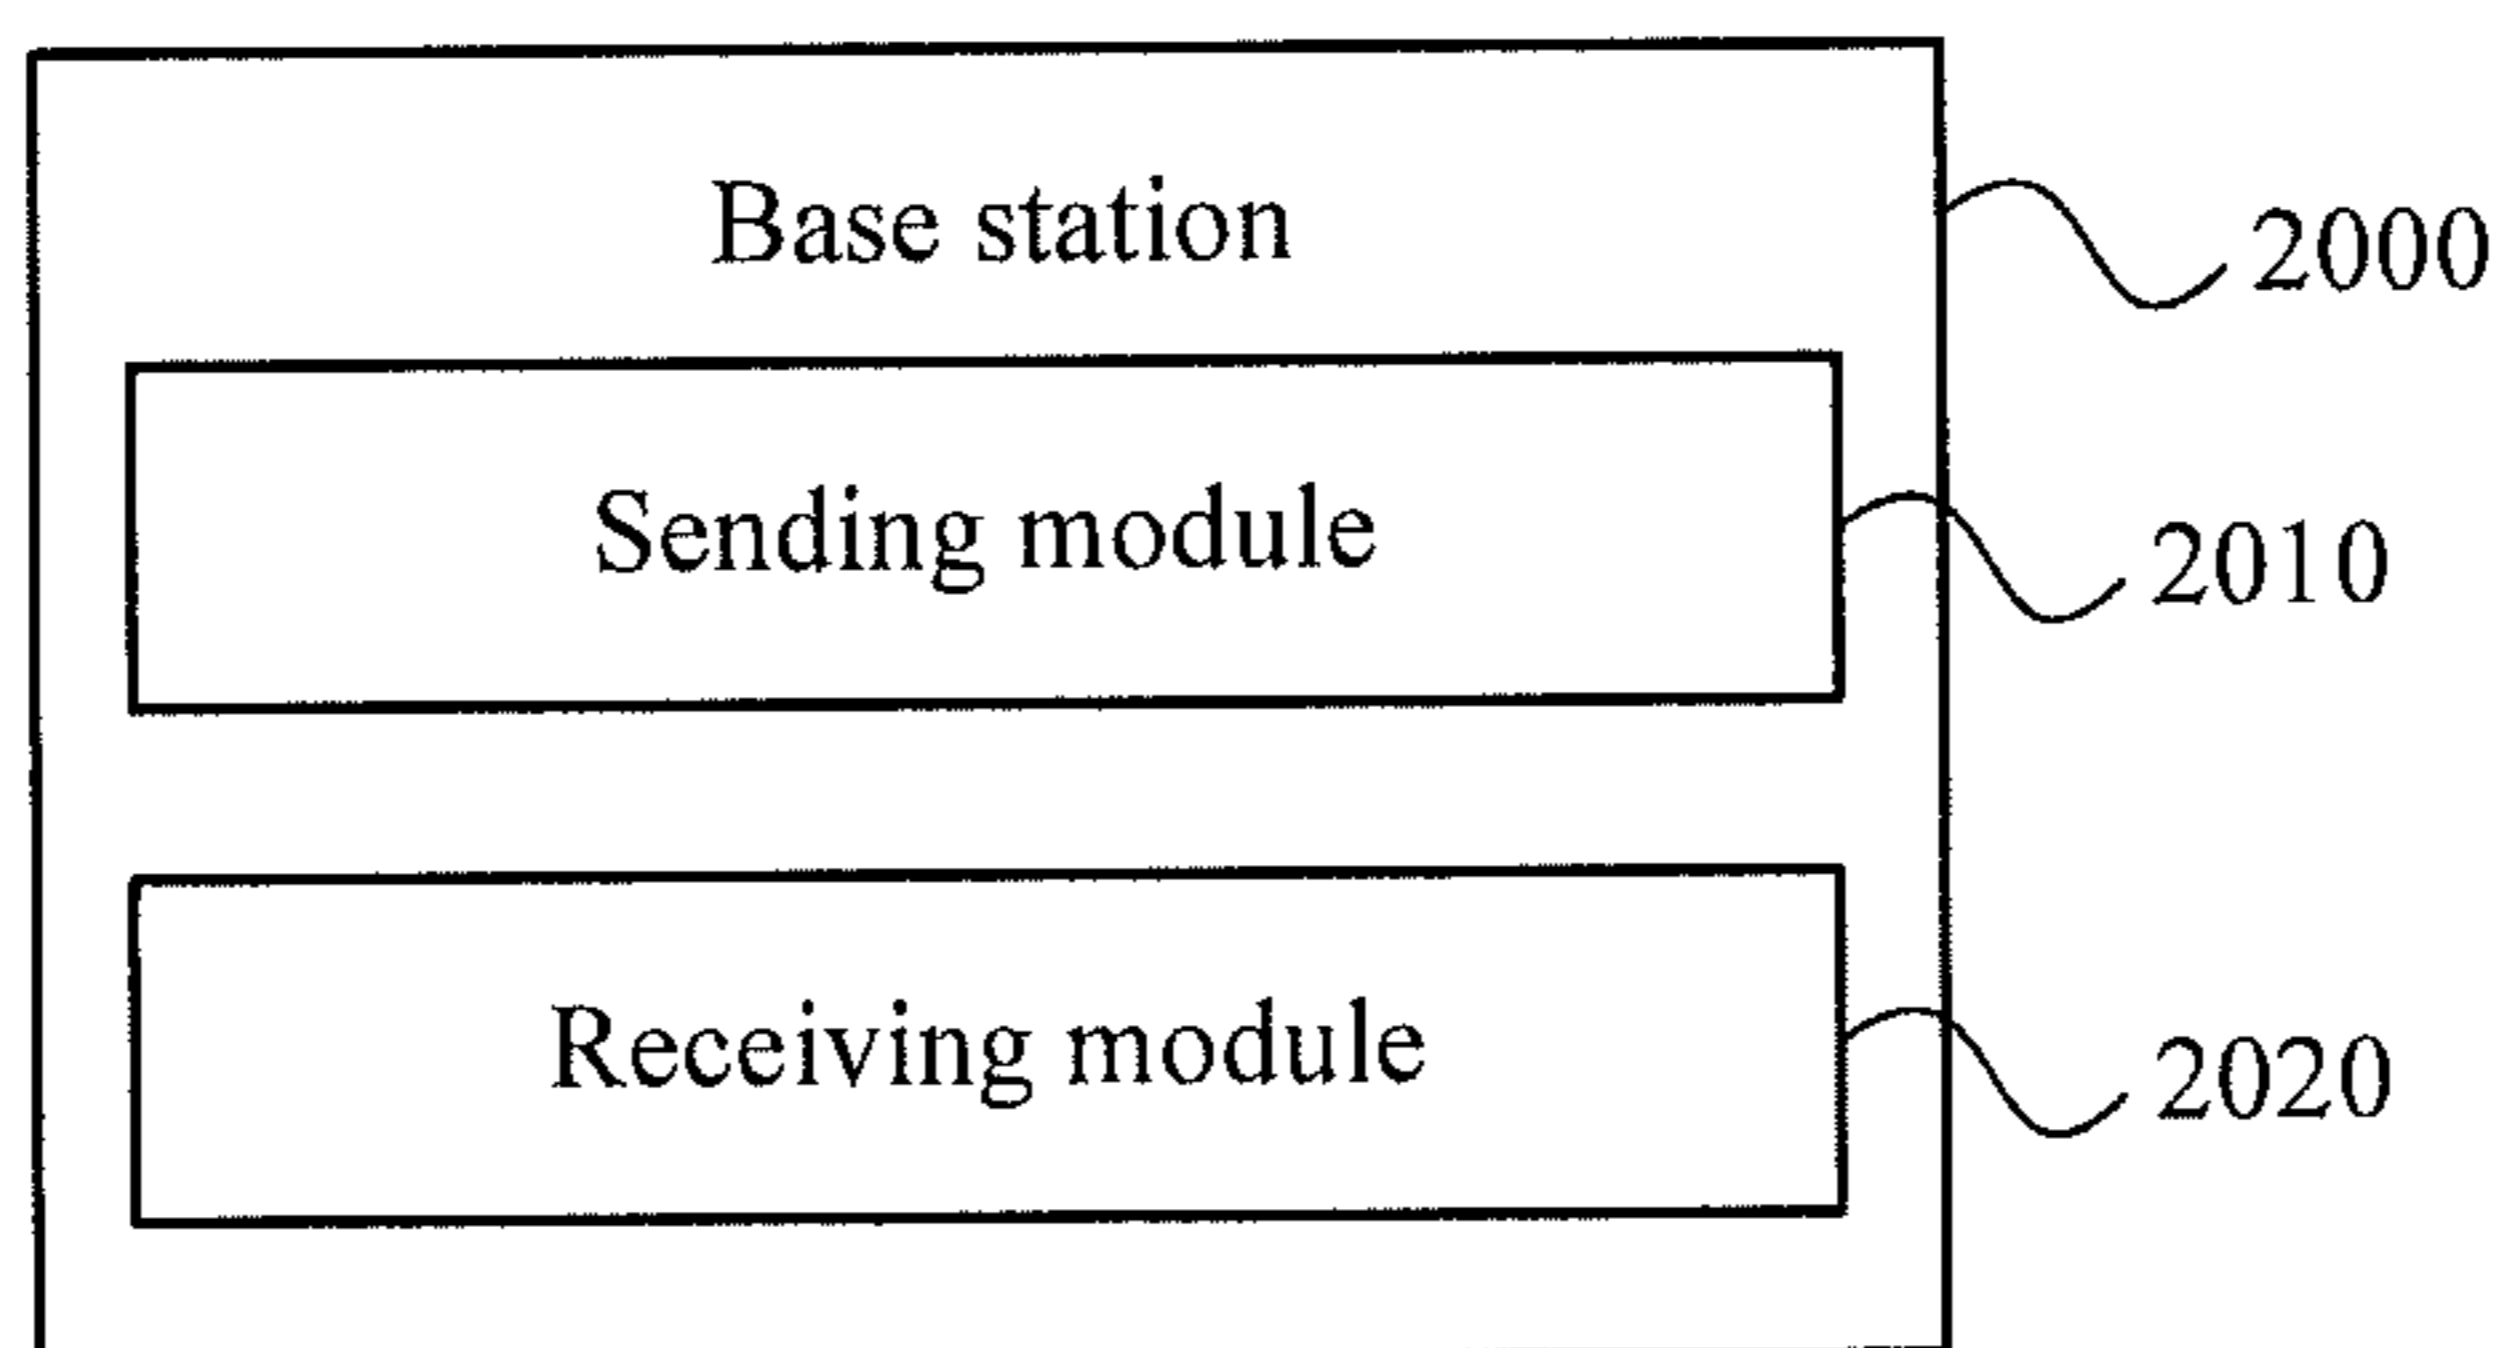 Base station
2000
Sending module
2010
Receiving module
2020